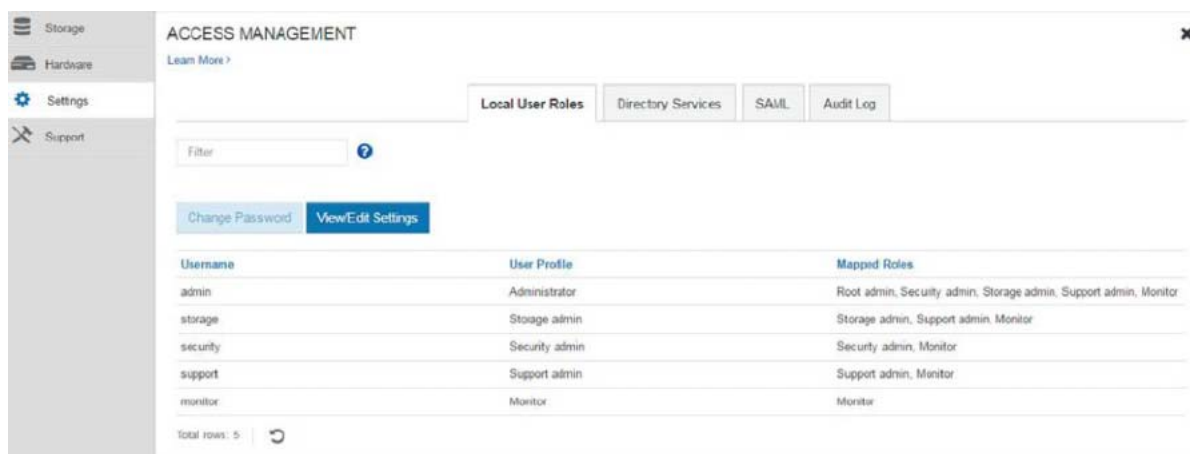 Storage
Hardware
Settings
Support
ACCESS MANAGEMENT
Learn More >
Local User Roles Directory Services SAML Audit Log
Filter
Change Password View/Edit Settings
Username User Profile Mapped Roles
admin Administrator Root admin, Security admin, Storage admin, Support admin, Monitor
storage Storage admin Storage admin, Support admin, Monitor
security Security admin Security admin, Monitor
support Support admin Support admin, Monitor
monitor Monitor Monitor
Total rows: 5